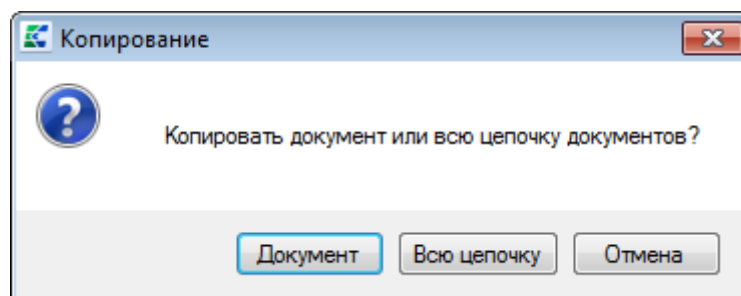 Копирование
Копировать документ или всю цепочку документов?
Документ Всю цепочку Отмена